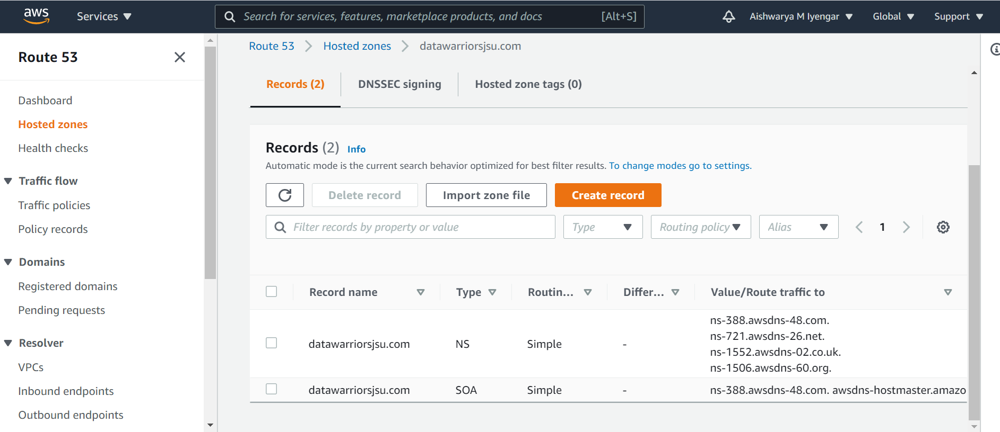 aws
Services
Search for services, features, marketplace products, and docs
[Alt+S]
Aishwarya M Iyengar
Global
Support
Route 53
Dashboard
Hosted zones
Health checks
Traffic flow
Traffic policies
Policy records
Domains
Registered domains
Pending requests
Resolver
VPCs
Inbound endpoints
Outbound endpoints
Route 53 > Hosted zones > datawarriorsjsu.com
Records (2)
DNSSEC signing
Hosted zone tags (0)
Records (2) Info
Automatic mode is the current search behavior optimized for best filter results. To change modes go to settings.
Delete record
Import zone file
Create record
Filter records by property or value
Type
Routing policy
Alias
1
Record name
Type
Routin...
Differ...
Value/Route traffic to
datawarriorsjsu.com
NS
Simple
-
ns-388.awsdns-48.com.
ns-721.awsdns-26.net.
ns-1552.awsdns-02.co.uk.
ns-1506.awsdns-60.org.
datawarriorsjsu.com
SOA
Simple
-
ns-388.awsdns-48.com. awsdns-hostmaster.amazo